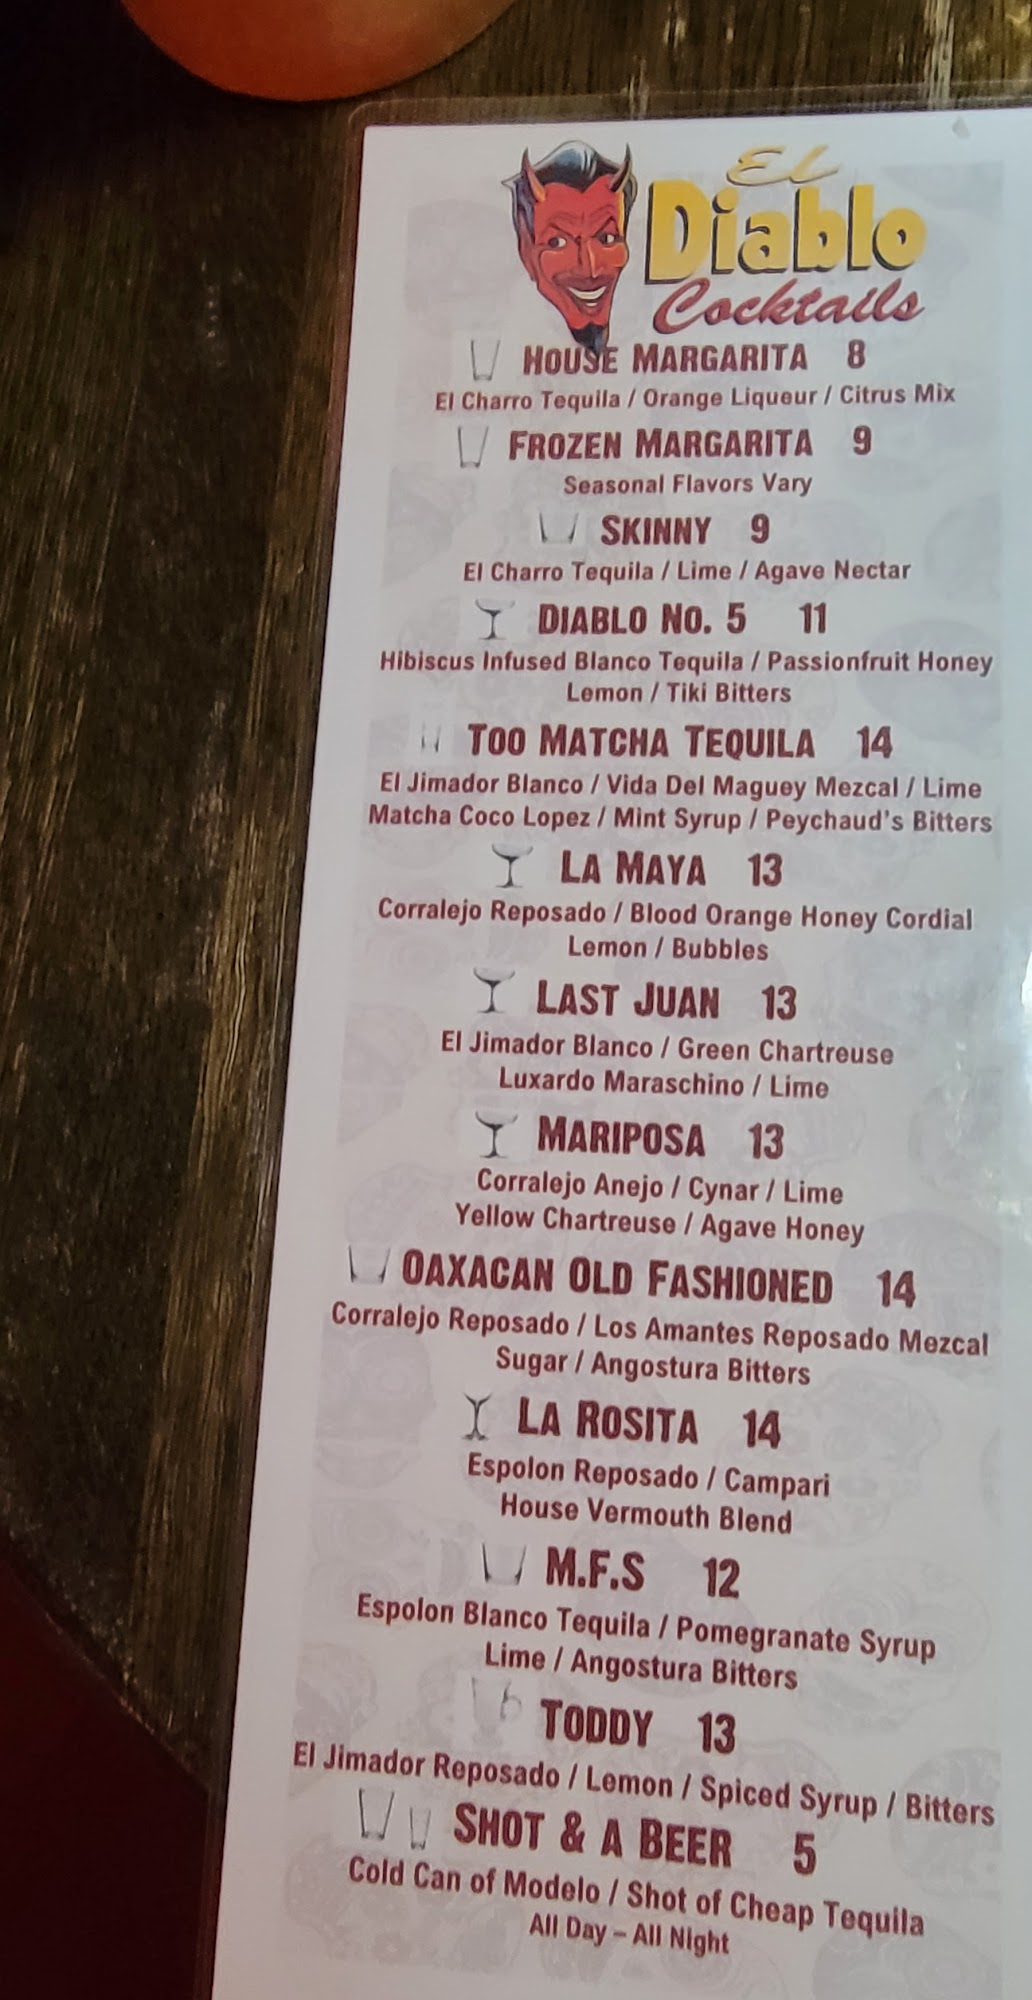 El
Diablo
Cocktails
HOUSE MARGARITA 8
El Charro Tequila / Orange Liqueur / Citrus Mix
FROZEN MARGARITA 9
Seasonal Flavors Vary
SKINNY 9
El Charro Tequila / Lime / Agave Nectar
DIABLO NO. 5 11
Hibiscus Infused Blanco Tequila / Passionfruit Honey
Lemon / Tiki Bitters
TOO MATCHA TEQUILA 14
El Jimador Blanco / Vida Del Maguey Mezcal / Lime
Matcha Coco Lopez / Mint Syrup / Peychaud's Bitters
LA MAYA 13
Corralejo Reposado / Blood Orange Honey Cordial
Lemon / Bubbles
LAST JUAN 13
El Jimador Blanco / Green Chartreuse
Luxardo Maraschino / Lime
MARIPOSA 13
Corralejo Anejo / Cynar / Lime
Yellow Chartreuse / Agave Honey
OAXACAN OLD FASHIONED 14
Corralejo Reposado / Los Amantes Reposado Mezcal
Sugar / Angostura Bitters
LA ROSITA 14
Espolon Reposado / Campari
House Vermouth Blend
M.F.S 12
Espolon Blanco Tequila / Pomegranate Syrup
Lime / Angostura Bitters
TODDY 13
El Jimador Reposado / Lemon / Spiced Syrup / Bitters
SHOT & A BEER 5
Cold Can of Modelo / Shot of Cheap Tequila
All Day – All Night